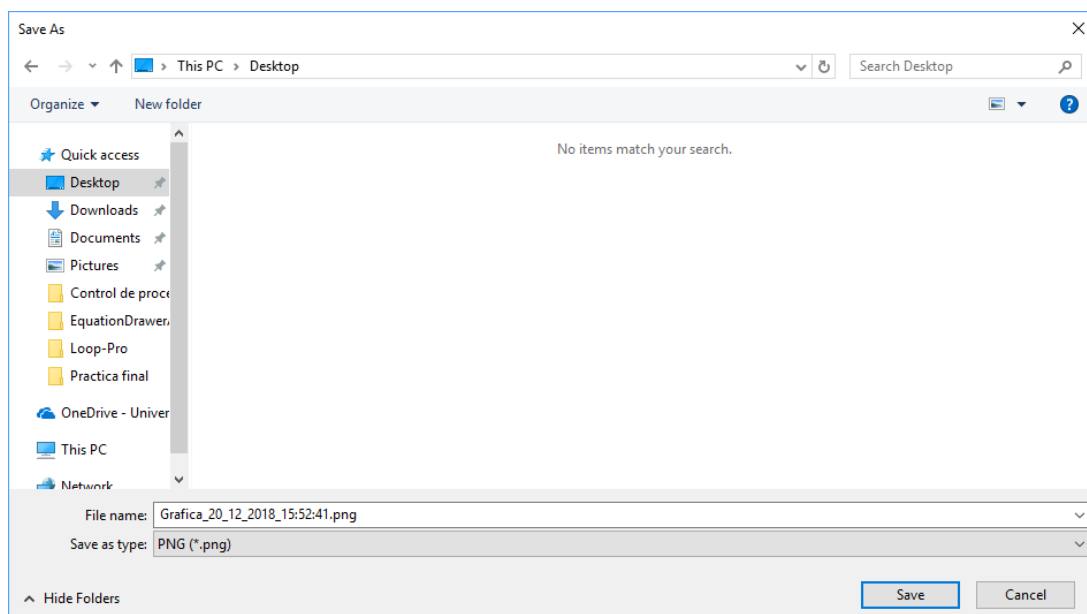 Save As
This PC > Desktop
Search Desktop
Organize
New folder
No items match your search.
Quick access
Desktop
Downloads
Documents
Pictures
Control de proce
EquationDrawer
Loop-Pro
Practica final
OneDrive - Univer
This PC
Network
File name: Grafica_20_12_2018_15:52:41.png
Save as type: PNG (*.png)
Hide Folders
Save
Cancel